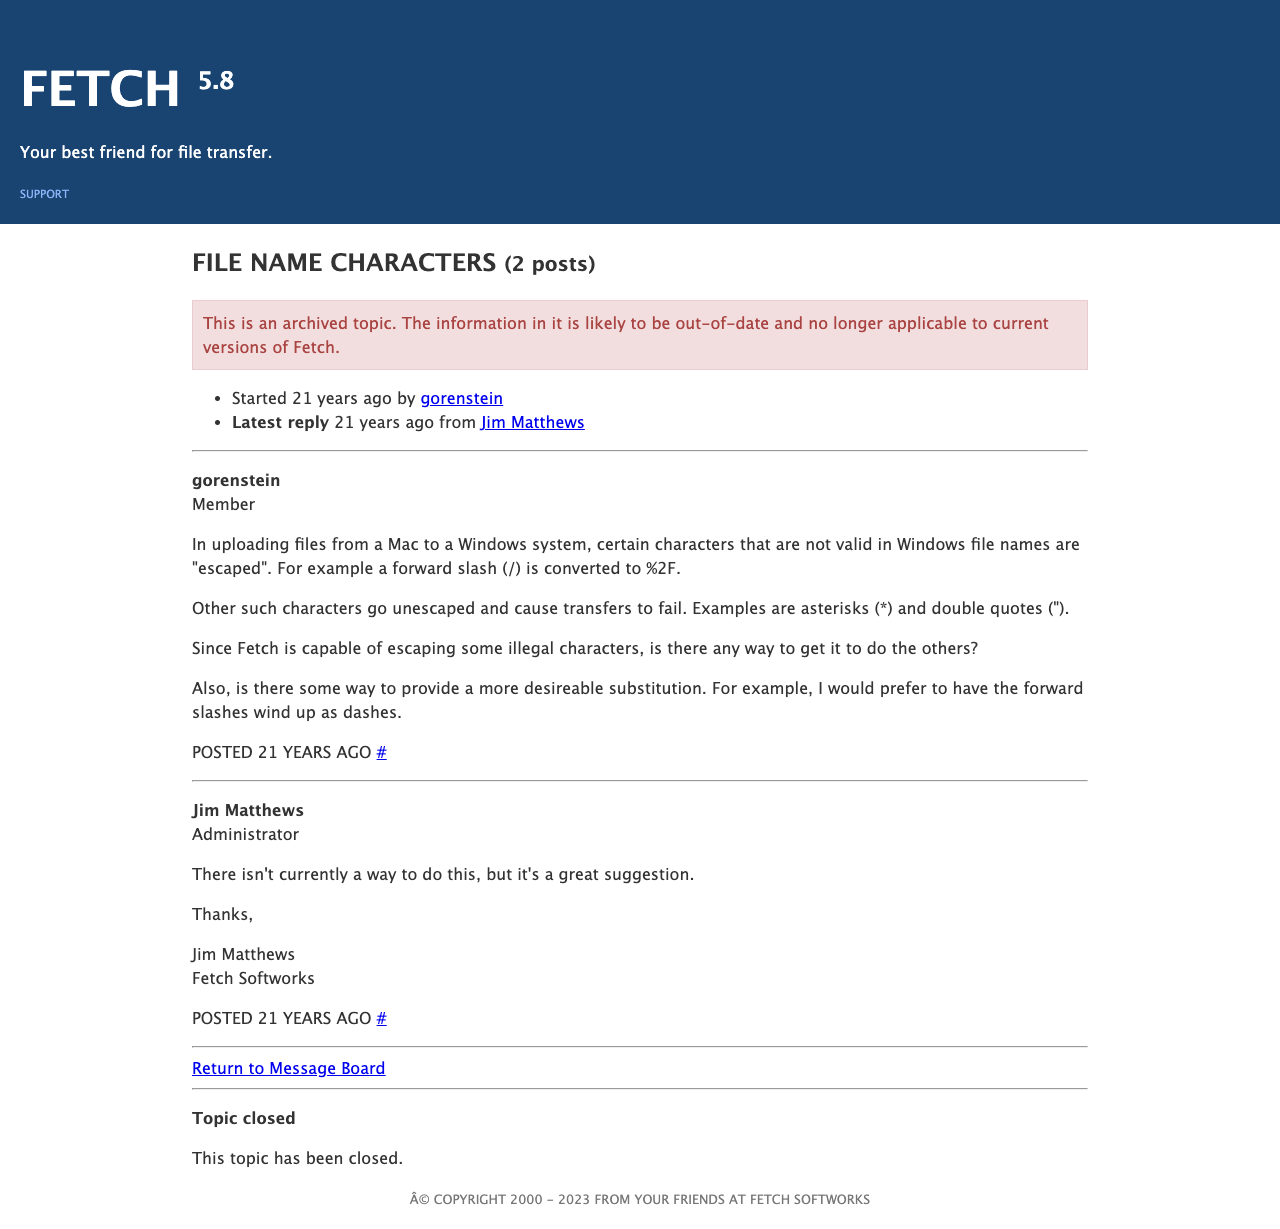 FETCH 5.8
Your best friend for file transfer.
SUPPORT
FILE NAME CHARACTERS (2 posts)
This is an archived topic. The information in it is likely to be out-of-date and no longer applicable to current
versions of Fetch.
• Started 21 years ago by gorenstein
• Latest reply 21 years ago from Jim Matthews
gorenstein
Member
In uploading files from a Mac to a Windows system, certain characters that are not valid in Windows file names are
"escaped". For example a forward slash (/) is converted to %2F.
Other such characters go unescaped and cause transfers to fail. Examples are asterisks (*) and double quotes (").
Since Fetch is capable of escaping some illegal characters, is there any way to get it to do the others?
Also, is there some way to provide a more desireable substitution. For example, I would prefer to have the forward
slashes wind up as dashes.
POSTED 21 YEARS AGO #
Jim Matthews
Administrator
There isn't currently a way to do this, but it's a great suggestion.
Thanks,
Jim Matthews
Fetch Softworks
POSTED 21 YEARS AGO #
Return to Message Board
Topic closed
This topic has been closed.
Â© COPYRIGHT 2000 - 2023 FROM YOUR FRIENDS AT FETCH SOFTWORKS